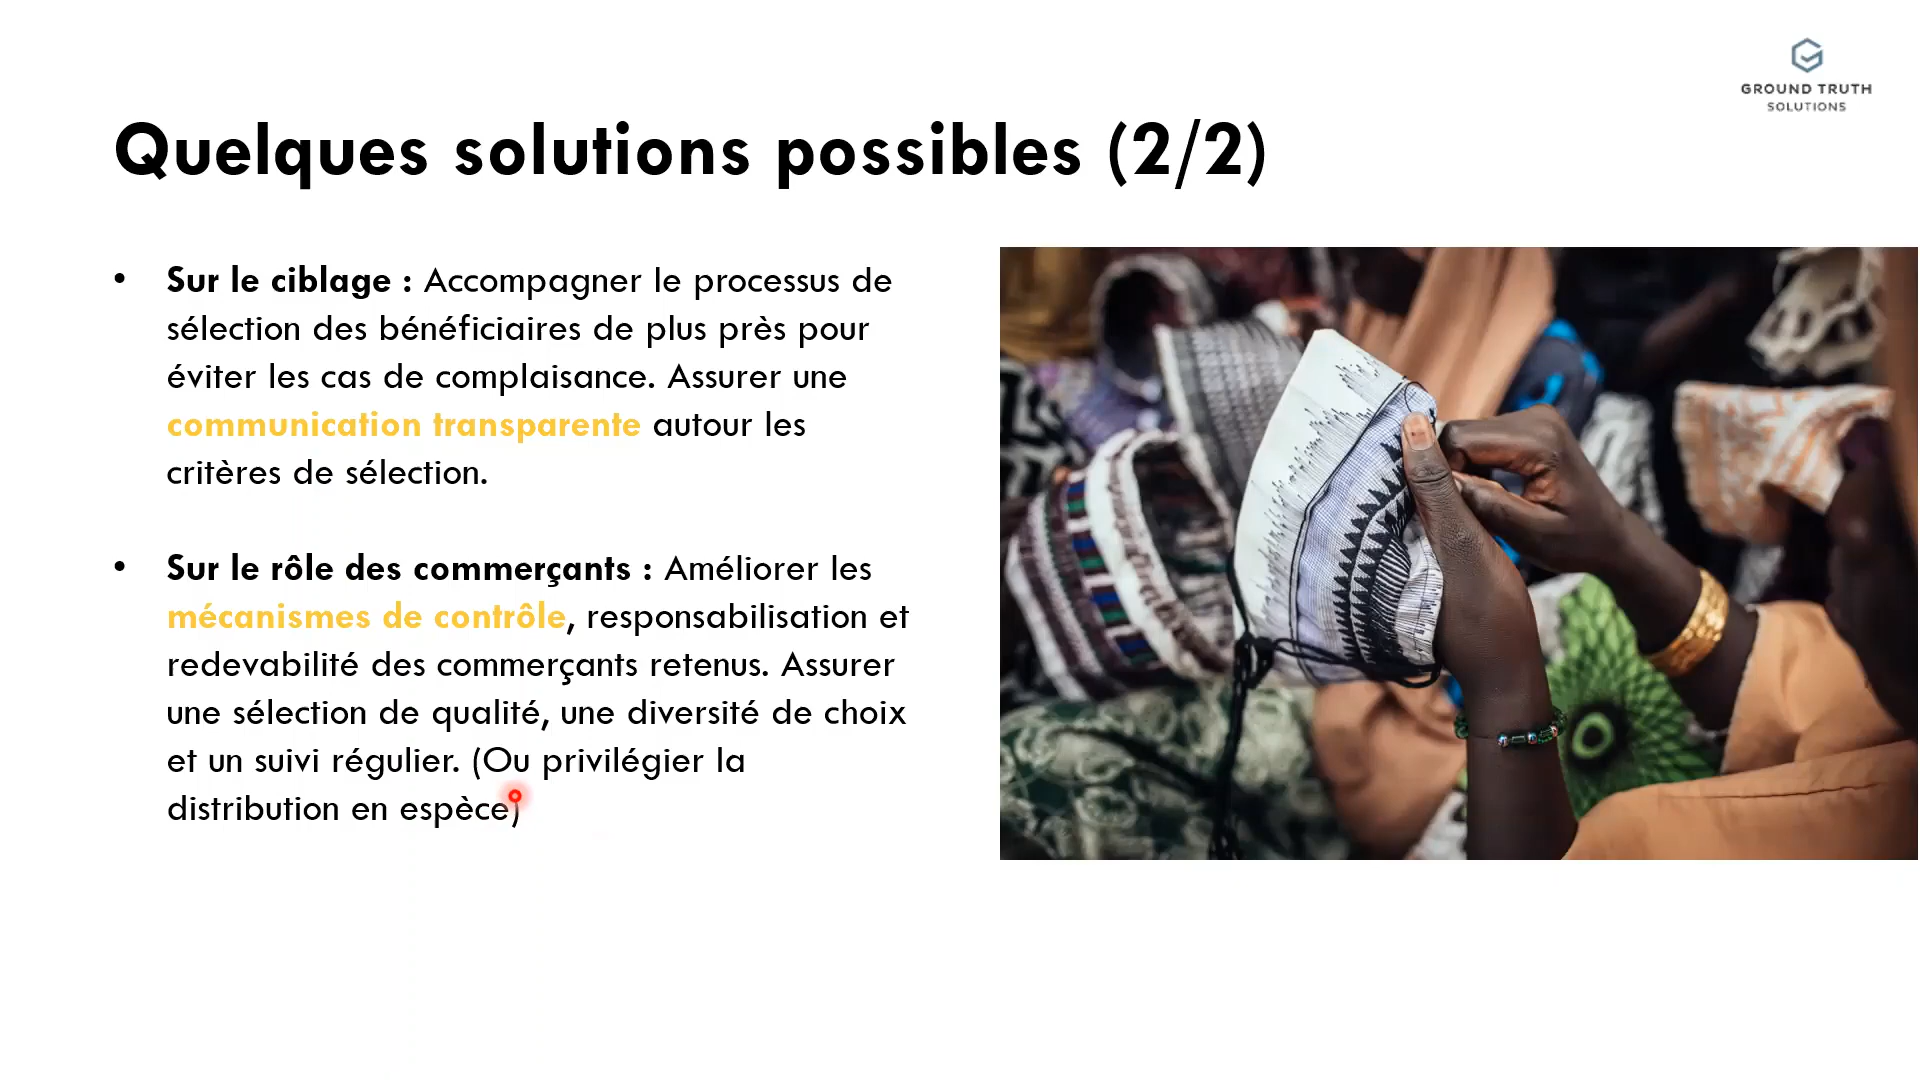 GROUND TRUTH
SOLUTIONS
Quelques solutions possibles (2/2)
• Sur le ciblage : Accompagner le processus de
sélection des bénéficiaires de plus près pour
éviter les cas de complaisance. Assurer une
communication transparente autour les
critères de sélection.
• Sur le rôle des commerçants : Améliorer les
mécanismes de contrôle, responsabilisation et
redevabilité des commerçants retenus. Assurer
une sélection de qualité, une diversité de choix
et un suivi régulier. (Ou privilégier la
distribution en espèce)